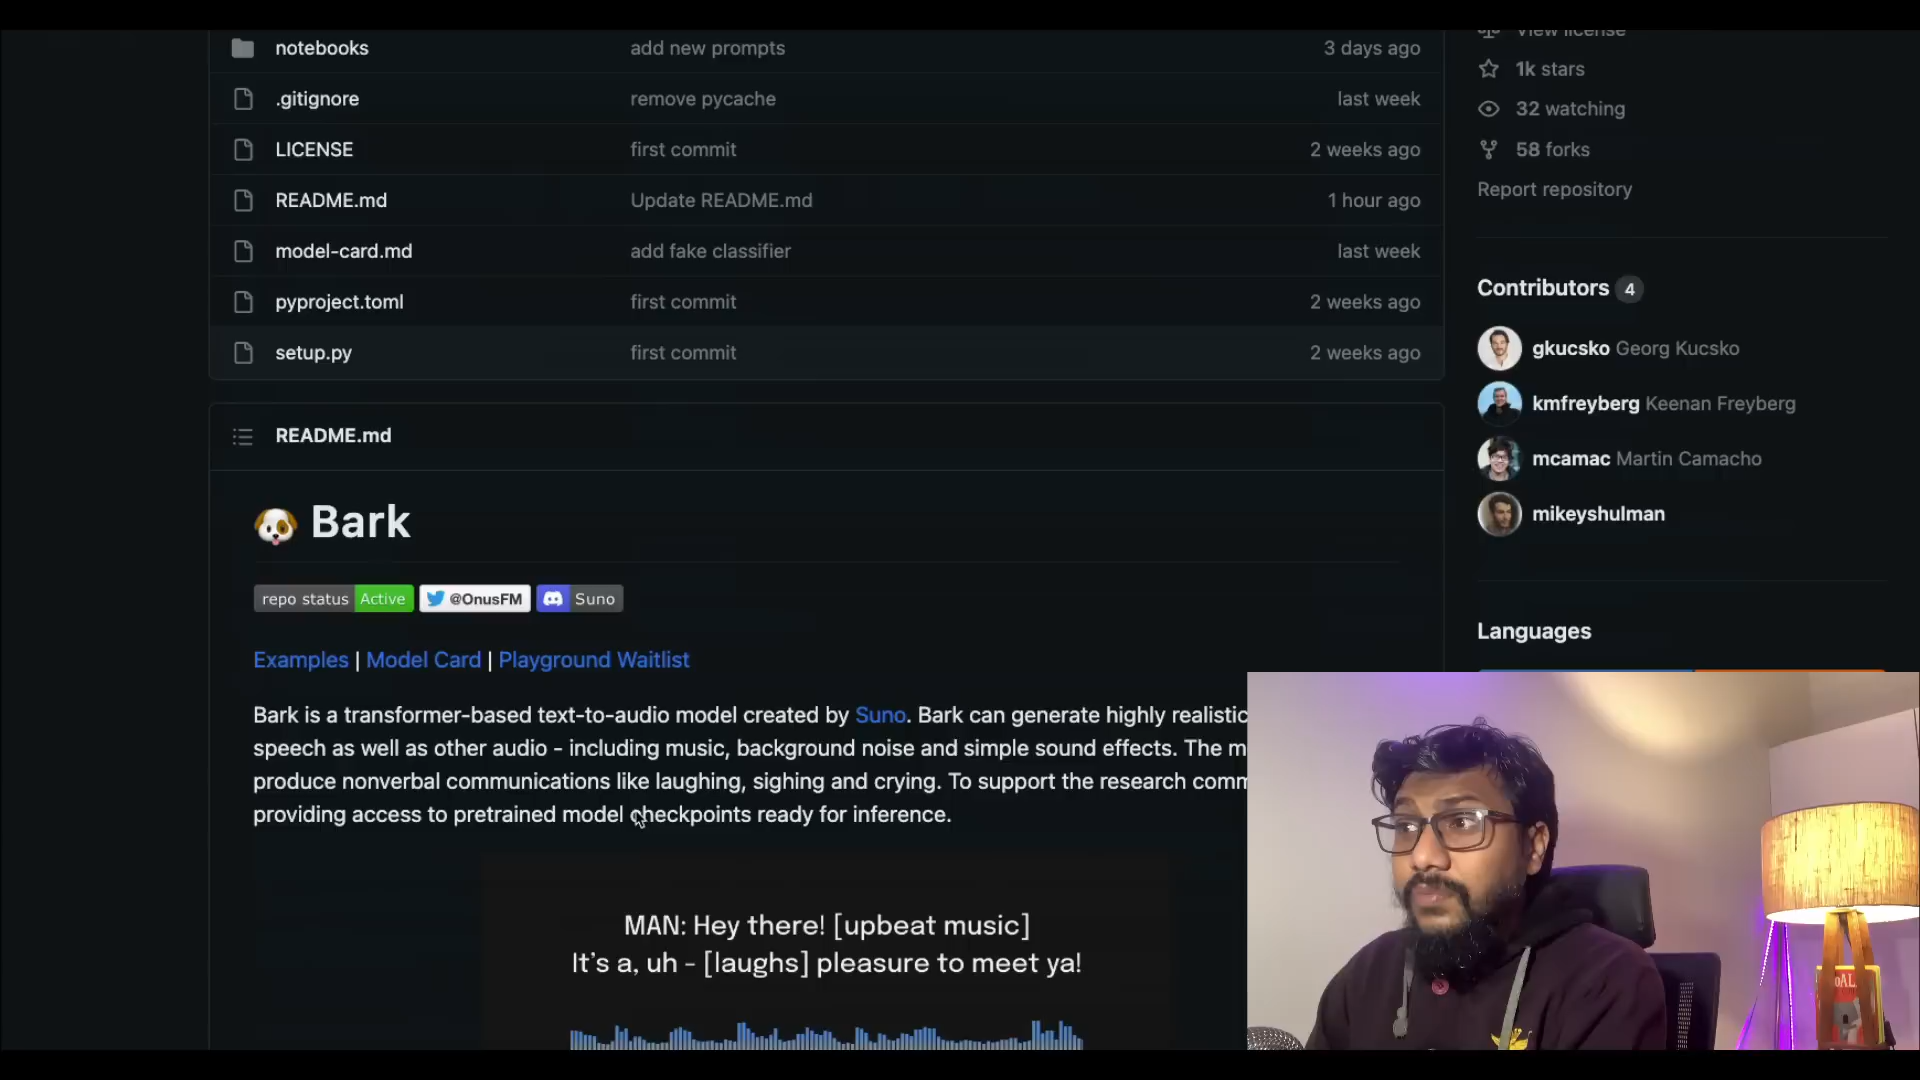 notebooks add new prompts 3 days ago
.gitignore remove pycache last week
LICENSE first commit 2 weeks ago
README.md Update README.md 1 hour ago
model-card.md add fake classifier last week
pyproject.toml first commit 2 weeks ago
setup.py first commit 2 weeks ago
README.md
🐶 Bark
repo status Active @OnusFM Suno
Examples | Model Card | Playground Waitlist
Bark is a transformer-based text-to-audio model created by Suno. Bark can generate highly realistic
speech as well as other audio - including music, background noise and simple sound effects. The
produce nonverbal communications like laughing, sighing and crying. To support the research
providing access to pretrained model checkpoints ready for inference.
MAN: Hey there! [upbeat music]
It's a, uh - [laughs] pleasure to meet ya!
View license
1k stars
32 watching
58 forks
Report repository
Contributors 4
gkucsko Georg Kucsko
kmfreyberg Keenan Freyberg
mcamac Martin Camacho
mikeyshulman
Languages